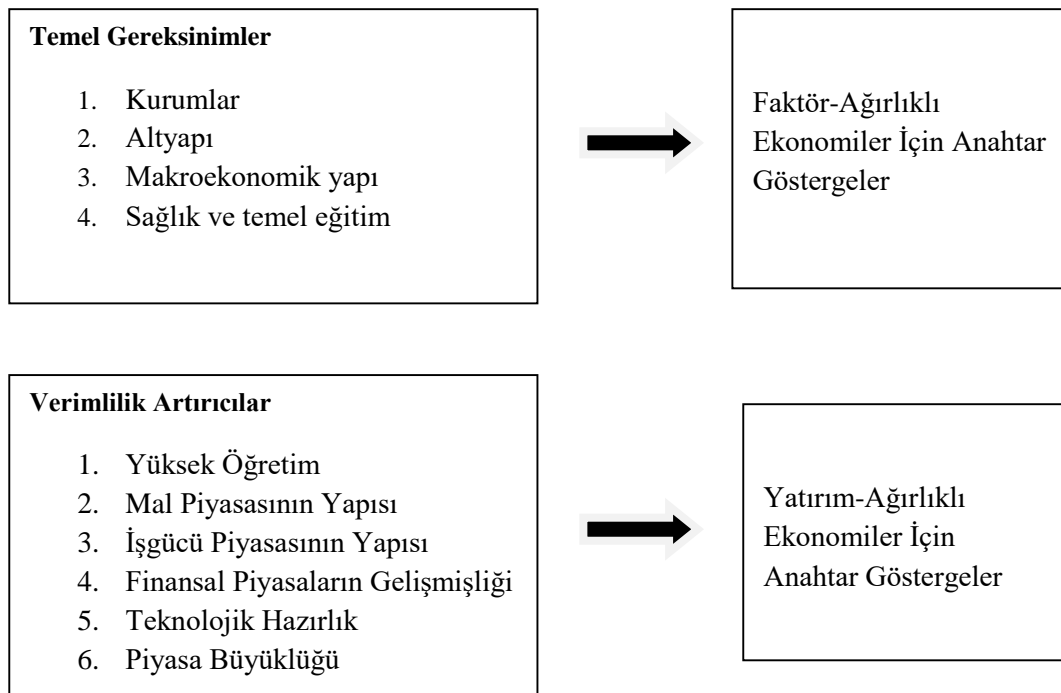 Temel Gereksinimler
1. Kurumlar
2. Altyapı
3. Makroekonomik yapı
4. Sağlık ve temel eğitim
Faktör-Ağırlıklı
Ekonomiler İçin Anahtar
Göstergeler
Verimlilik Artırıcılar
1. Yüksek Öğretim
2. Mal Piyasasının Yapısı
3. İşgücü Piyasasının Yapısı
4. Finansal Piyasaların Gelişmişliği
5. Teknolojik Hazırlık
6. Piyasa Büyüklüğü
Yatırım-Ağırlıklı
Ekonomiler İçin
Anahtar Göstergeler